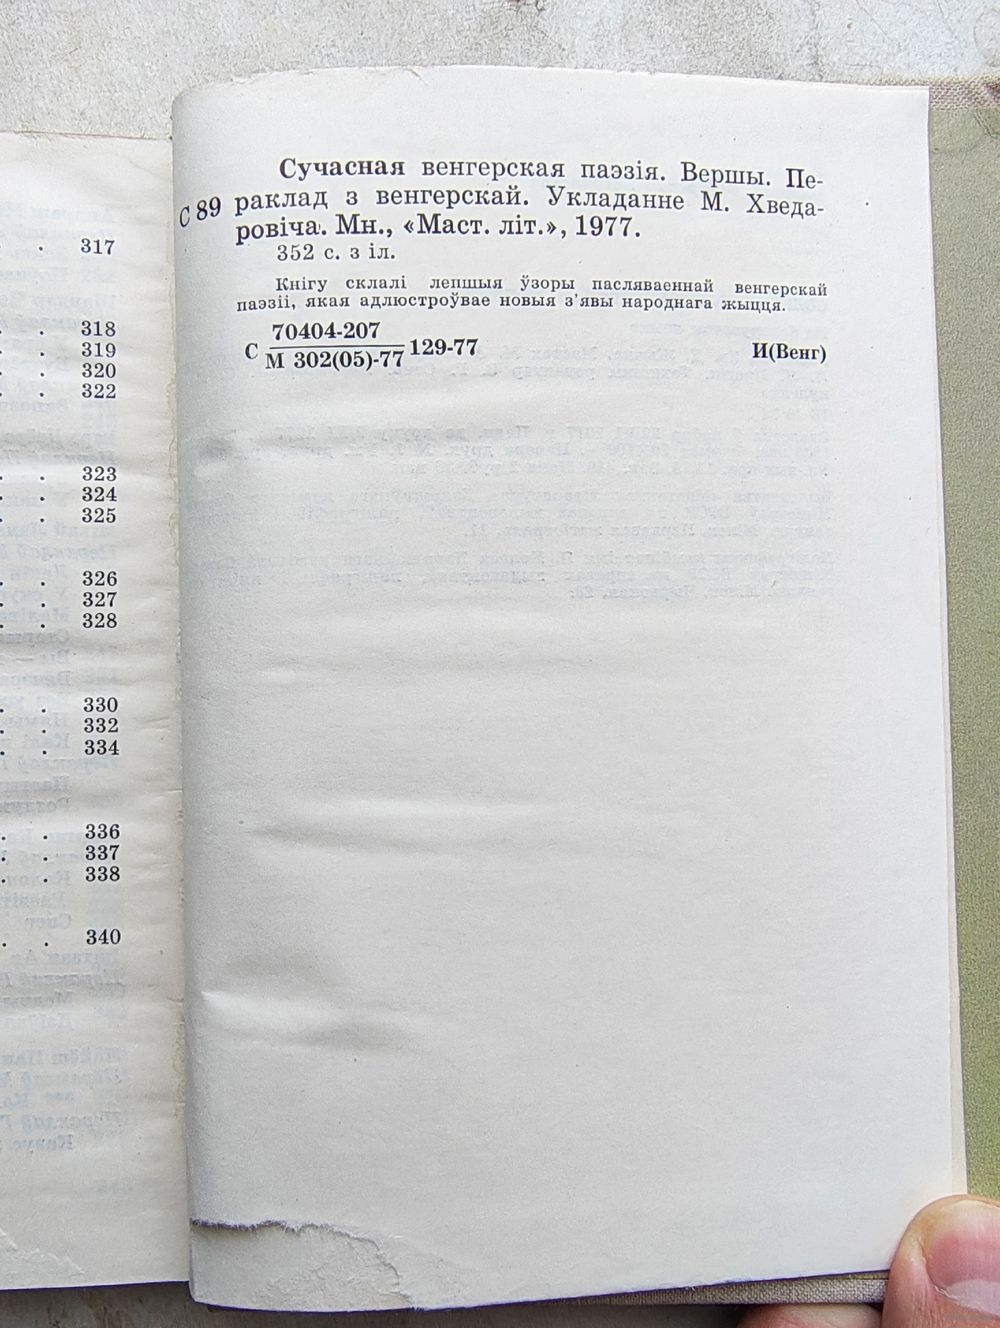 317
318
319
320
322
323
324
325
326
327
328
330
332
334
336
337
338
340
Сучасная венгерская паэзія. Вершы. Пе-
С 89 раклад з венгерскай. Укладанне М. Хведа-
ровіча. Мн., «Маст. літ.», 1977.
352 с. з іл.
Кнігу склалі лепшыя ўзоры пасляваеннай венгерскай
паэзіі, якая адлюстроўвае новыя з'явы народнага жыцця.
70404-207
С М 302(05)-77 129-77 И(Венг)